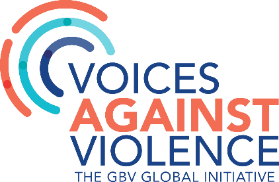 VOICES
AGAINST
VIOLENCE
THE GBV GLOBAL INITIATIVE